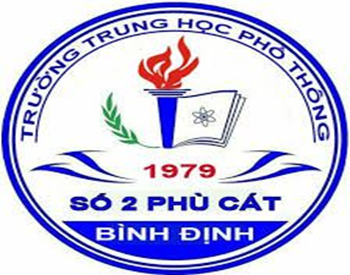 TRƯỜNG TRUNG HỌC PHỔ THÔNG
1979
SỐ 2 PHÙ CÁT
BÌNH ĐỊNH